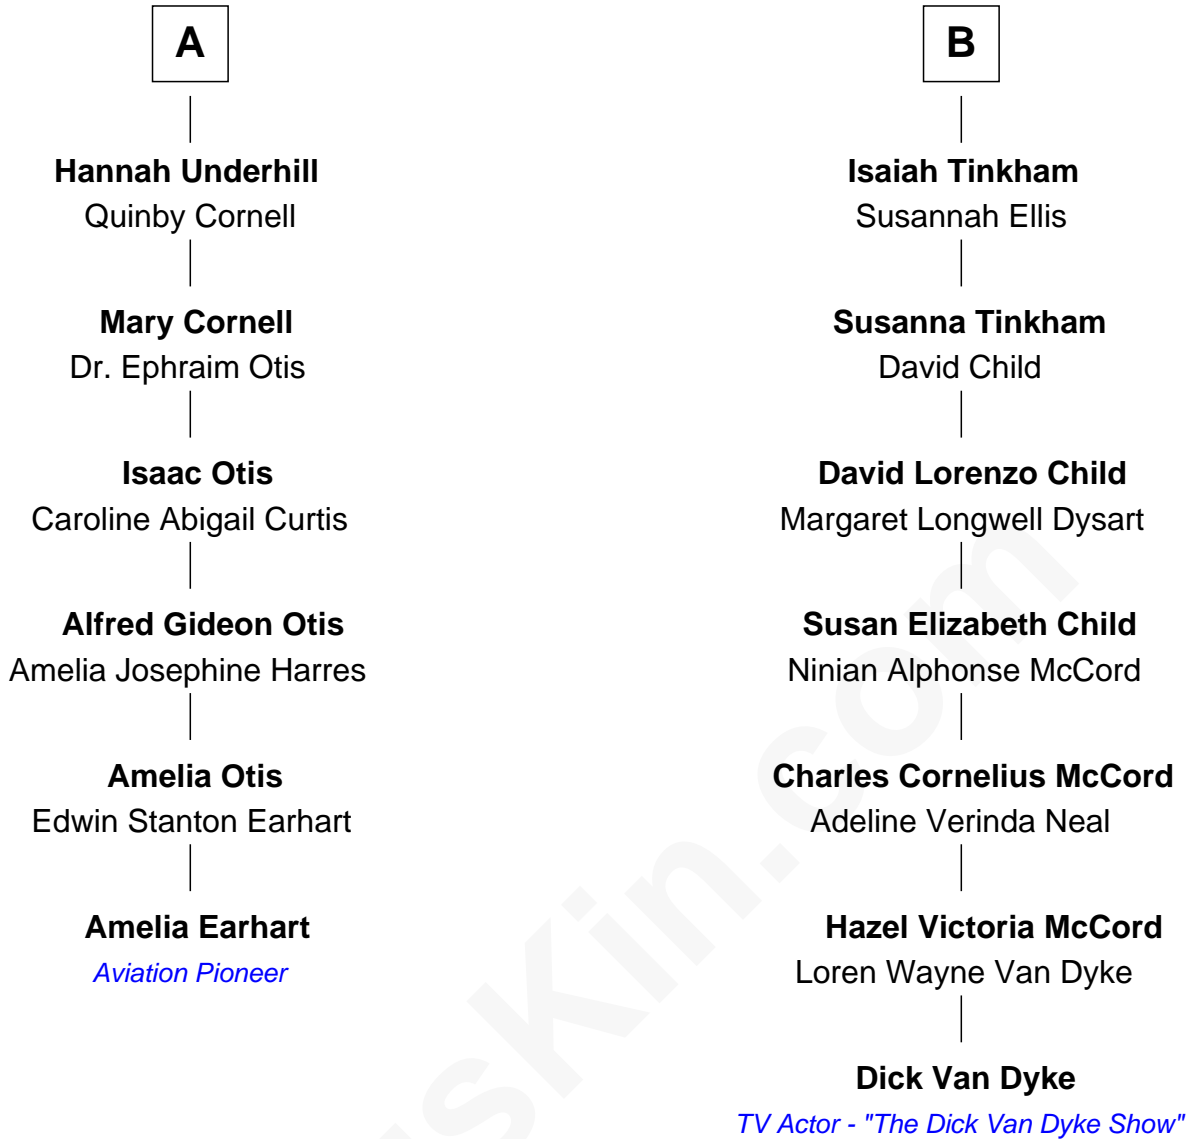 A
Hannah Underhill
Quinby Cornell
Mary Cornell
Dr. Ephraim Otis
Isaac Otis
Caroline Abigail Curtis
Alfred Gideon Otis
Amelia Josephine Harres
Amelia Otis
Edwin Stanton Earhart
Amelia Earhart
Aviation Pioneer
B
Isaiah Tinkham
Susannah Ellis
Susanna Tinkham
David Child
David Lorenzo Child
Margaret Longwell Dysart
Susan Elizabeth Child
Ninian Alphonse McCord
Charles Cornelius McCord
Adeline Verinda Neal
Hazel Victoria McCord
Loren Wayne Van Dyke
Dick Van Dyke
TV Actor - "The Dick Van Dyke Show"